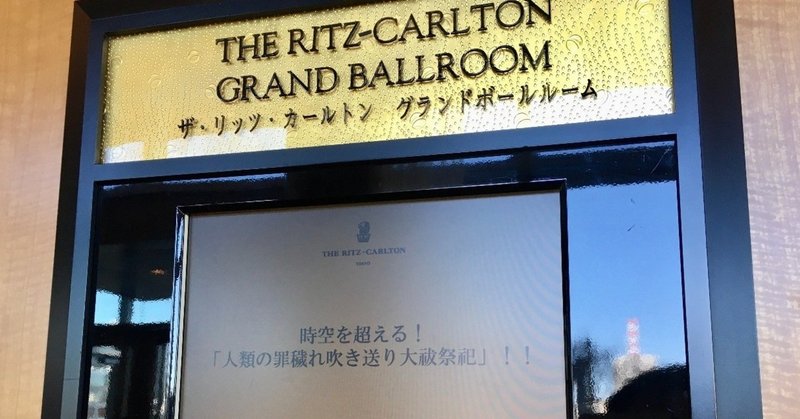 THE RITZ-CARLTON
GRAND BALLROOM
ザ・リッツ・カールトン グランドボールルーム
THE RITZ-CARLTON
TOKYO
時空を超える！
「人類の罪穢れ吹き送り大祓祭祀」！！